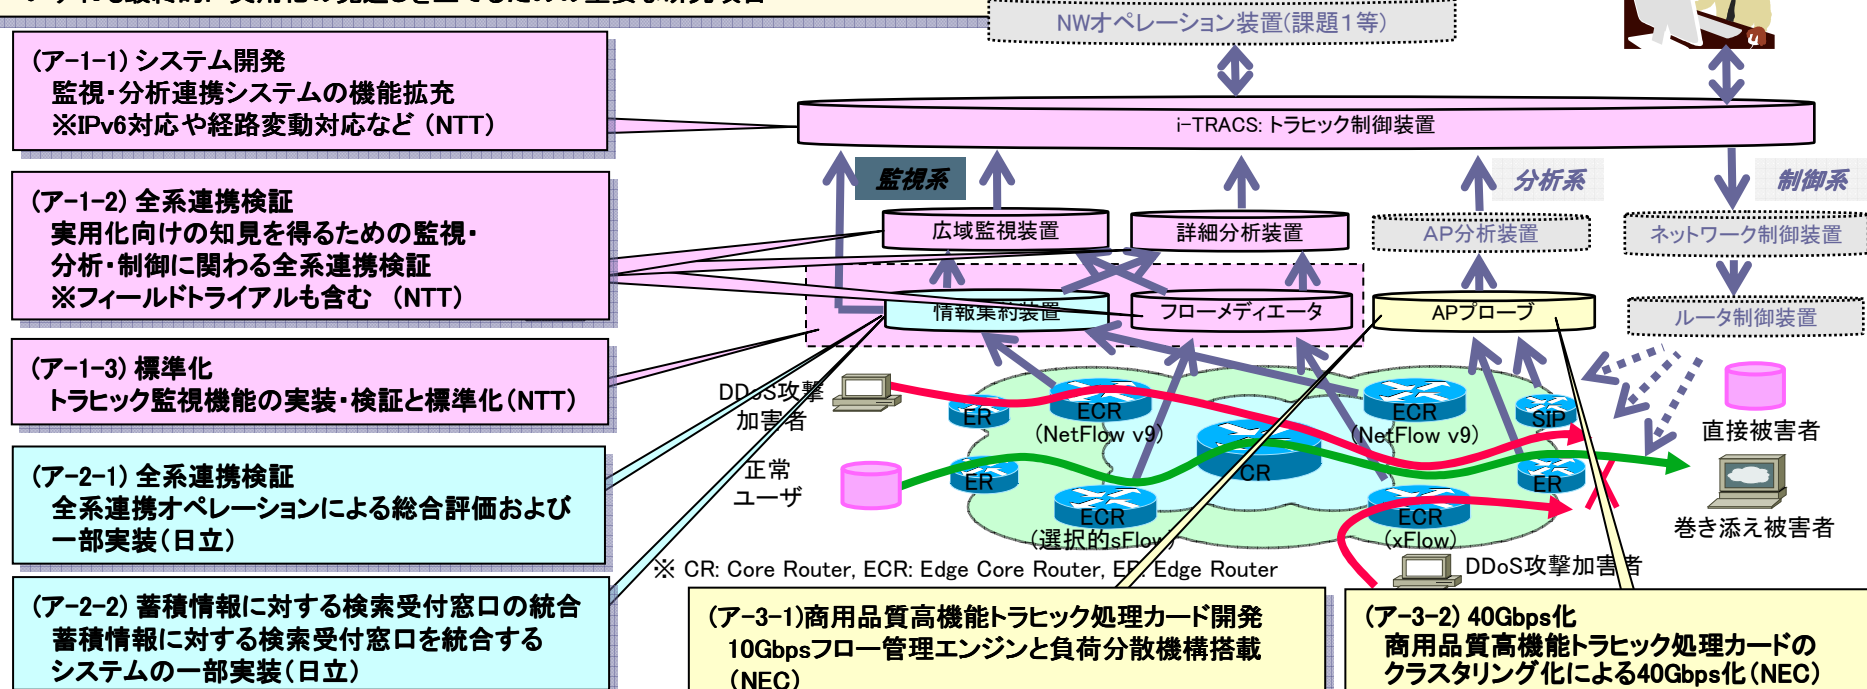 NWオペレーション装置(課題1等)
(ア-1-1) システム開発
監視・分析連携システムの機能拡充
※IPv6対応や経路変動対応など (NTT)
i-TRACS: トラヒック制御装置
(ア-1-2) 全系連携検証
実用化向けの知見を得るための監視・
分析・制御に関わる全系連携検証
※フィールドトライアルも含む (NTT)
監視系
分析系
制御系
広域監視装置
詳細分析装置
AP分析装置
ネットワーク制御装置
情報集約装置
フローメディエータ
APプローブ
ルータ制御装置
(ア-1-3) 標準化
トラヒック監視機能の実装・検証と標準化(NTT)
DDoS攻撃
加害者
ER
ECR
(NetFlow v9)
ECR
(NetFlow v9)
SIP
直接被害者
(ア-2-1) 全系連携検証
全系連携オペレーションによる総合評価および
一部実装(日立)
正常
ユーザ
ER
CR
ER
ECR
(選択的sFlow)
ECR
(xFlow)
巻き添え被害者
※ CR: Core Router, ECR: Edge Core Router, ER: Edge Router
DDoS攻撃加害者
(ア-2-2) 蓄積情報に対する検索受付窓口の統合
蓄積情報に対する検索受付窓口を統合する
システムの一部実装(日立)
(ア-3-1)商用品質高機能トラヒック処理カード開発
10Gbpsフロー管理エンジンと負荷分散機構搭載
(NEC)
(ア-3-2) 40Gbps化
商用品質高機能トラヒック処理カードの
クラスタリング化による40Gbps化(NEC)